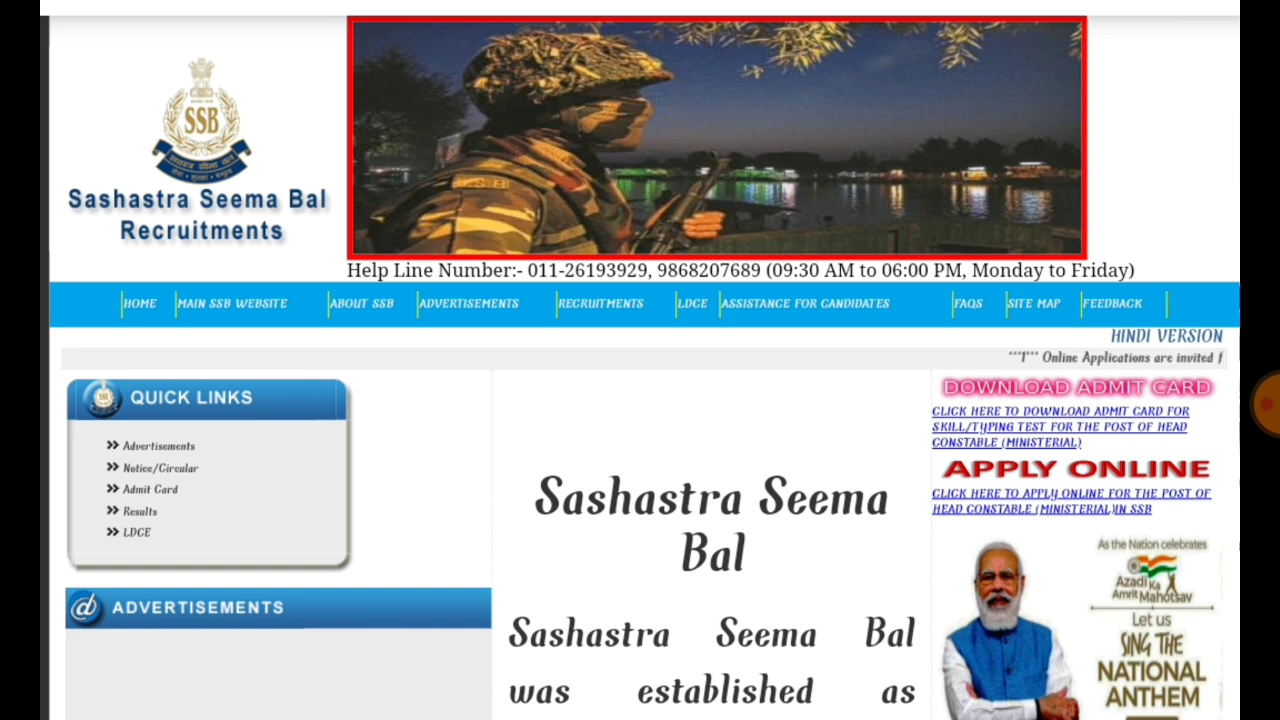 SSB
सशस्त्र सीमा बल
Sashastra Seema Bal
Recruitments
Help Line Number:- 011-26193929, 9868207689 (09:30 AM to 06:00 PM, Monday to Friday)
HOME MAIN SSB WEBSITE ABOUT SSB ADVERTISEMENTS RECRUITMENTS LDCE ASSISTANCE FOR CANDIDATES FAQS SITE MAP FEEDBACK
HINDI VERSION
Online Applications are invited f
QUICK LINKS
Advertisements
Notice/Circular
Admit Card
Results
LDCE
@ ADVERTISEMENTS
Sashastra Seema
Bal
Sashastra Seema Bal
was established as
DOWNLOAD ADMIT CARD
CLICK HERE TO DOWNLOAD ADMIT CARD FOR
SKILL/TYPING TEST FOR THE POST OF HEAD
CONSTABLE (MINISTERIAL)
APPLY ONLINE
CLICK HERE TO APPLY ONLINE FOR THE POST OF
HEAD CONSTABLE (MINISTERIAL)IN SSB
As the Nation celebrates
Azadi Ka
Amrit Mahotsav
Let us
SING THE
NATIONAL
ANTHEM